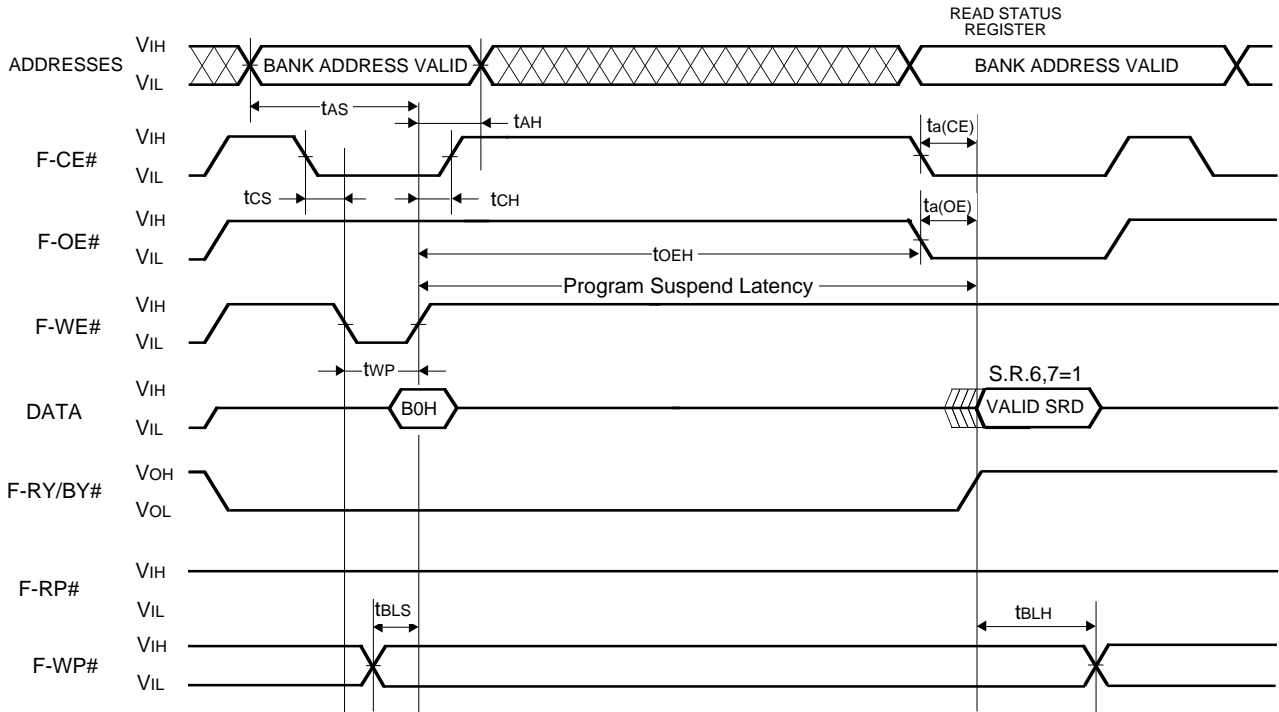 READ STATUS
REGISTER
ADDRESSES
VIH
VIL
BANK ADDRESS VALID
BANK ADDRESS VALID
tAS
tAH
ta(CE)
F-CE#
VIH
VIL
tCS
tCH
ta(OE)
F-OE#
VIH
VIL
tOEH
Program Suspend Latency
F-WE#
VIH
VIL
tWP
S.R.6,7=1
DATA
VIH
VIL
B0H
VALID SRD
F-RY/BY#
VOH
VOL
F-RP#
VIH
VIL
tBLS
tBLH
F-WP#
VIH
VIL